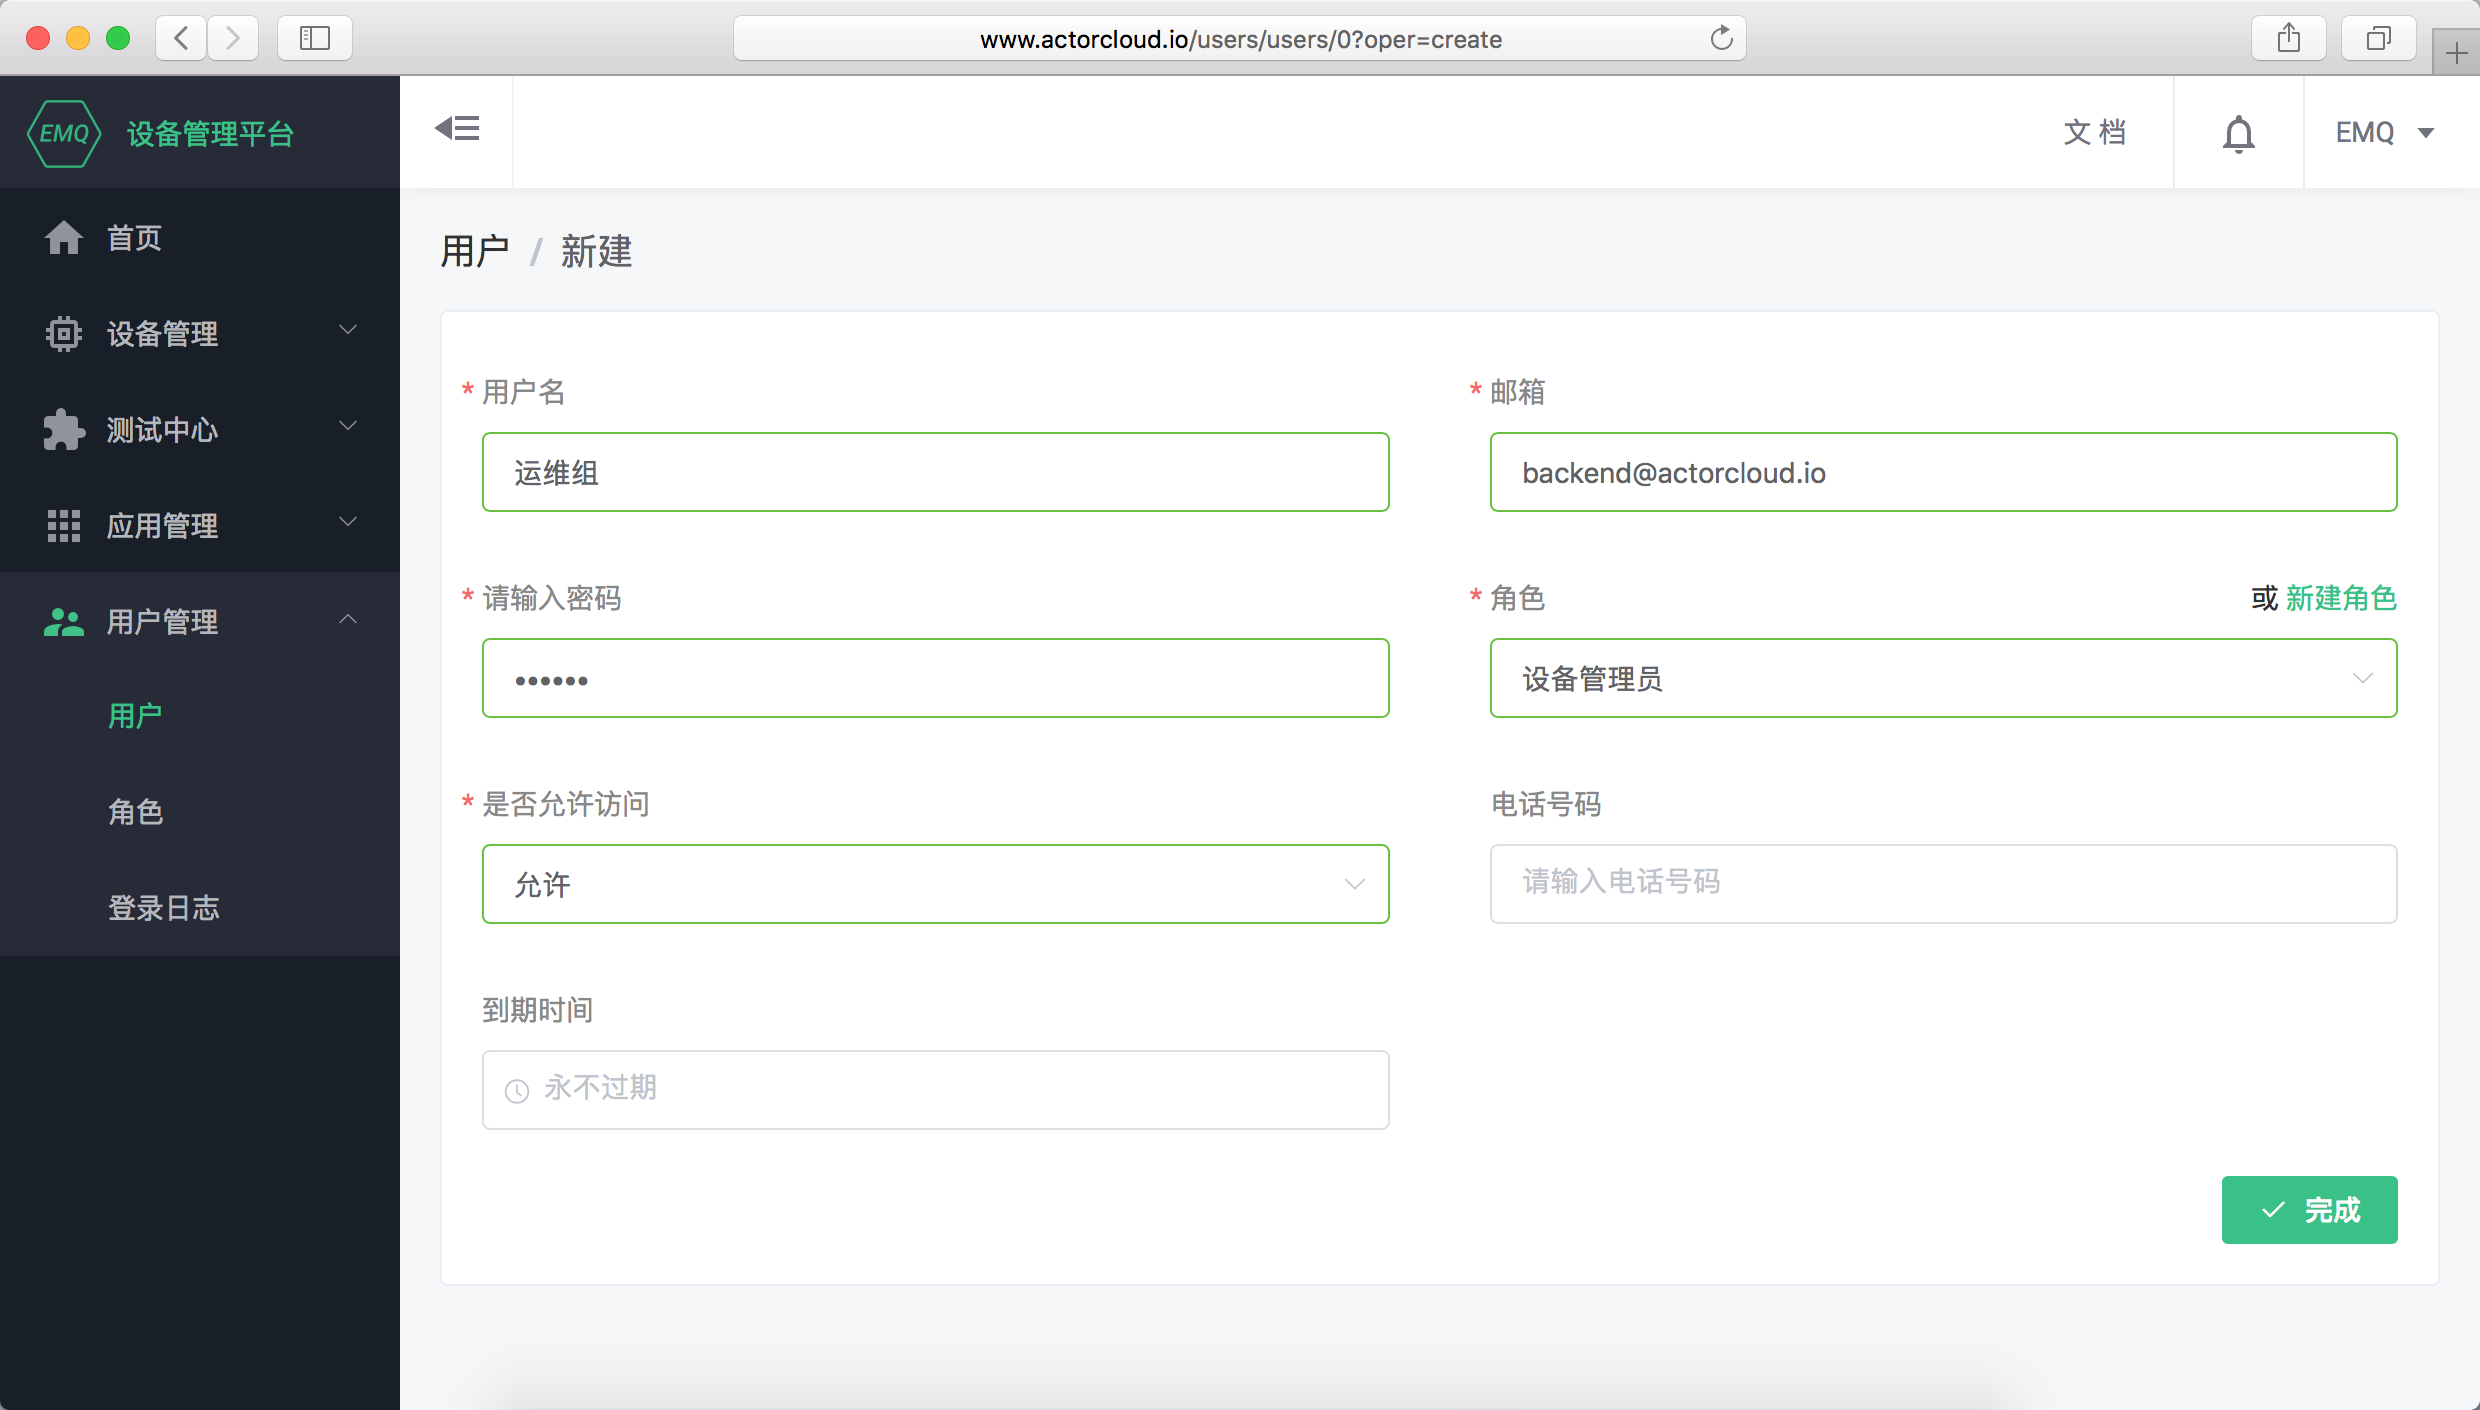 www.actorcloud.io/users/users/0?oper=create
EMQ 设备管理平台
文档
EMQ
首页
设备管理
测试中心
应用管理
用户管理
用户
角色
登录日志
用户 / 新建
* 用户名
运维组
* 邮箱
backend@actorcloud.io
* 请输入密码
••••••
* 角色
或 新建角色
设备管理员
* 是否允许访问
允许
电话号码
请输入电话号码
到期时间
永不过期
完成